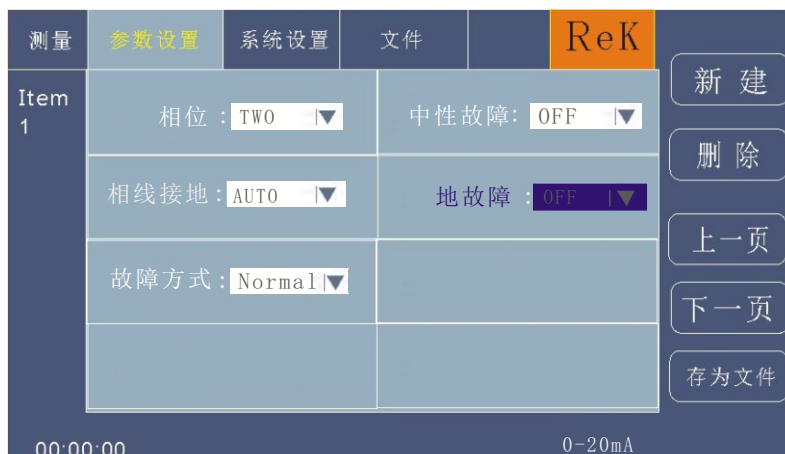 测量 参数设置 系统设置 文件 ReK
Item
1
相位：TWO 中性故障：OFF
相线接地：AUTO 地故障：OFF
故障方式：Normal
新 建
删 除
上一页
下一页
存为文件
00:00:00 0-20mA